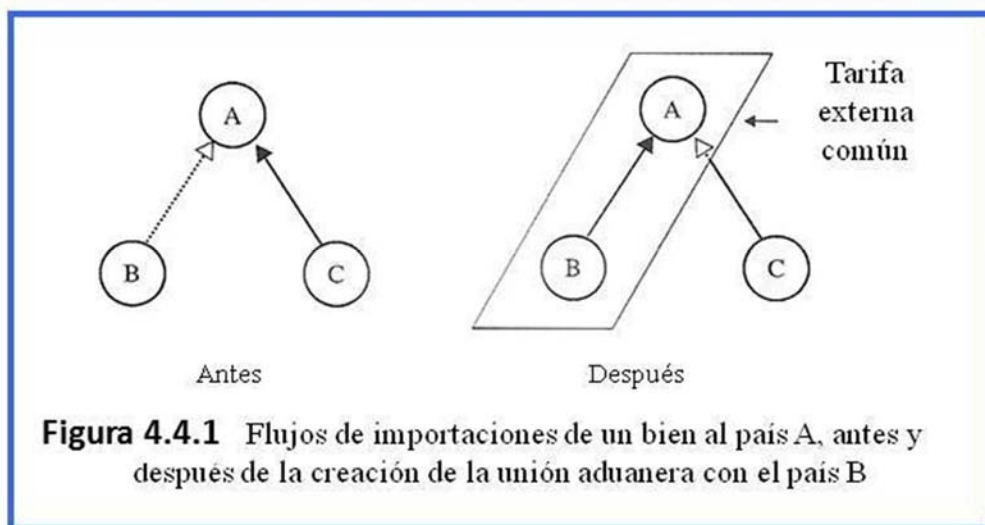 A
B
C
Antes
A
B
C
Tarifa
externa
común
Después
Figura 4.4.1 Flujos de importaciones de un bien al país A, antes y
después de la creación de la unión aduanera con el país B